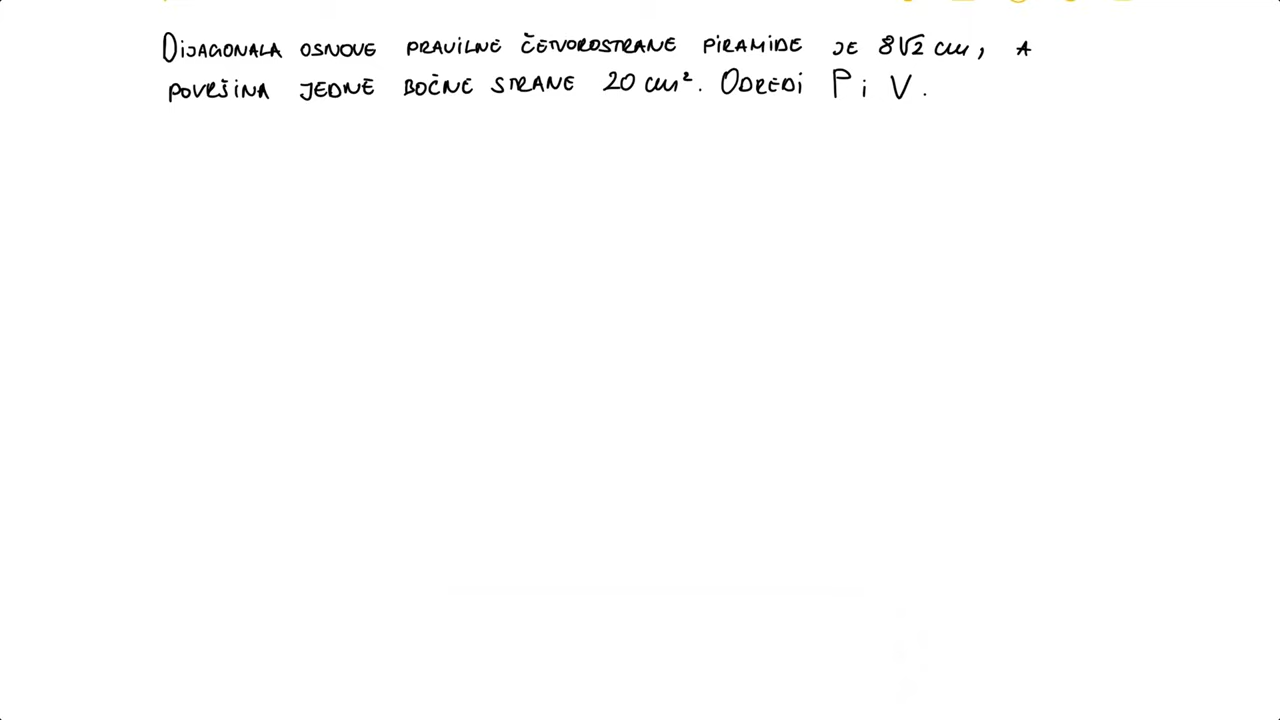 DIJAGONALA OSNOVE PRAVILNE ČETVOROSTRANE PIRAMIDE JE 8√2 cm, A
POVRŠINA JEDNE BOČNE STRANE 20 cm². ODREDI P i V.